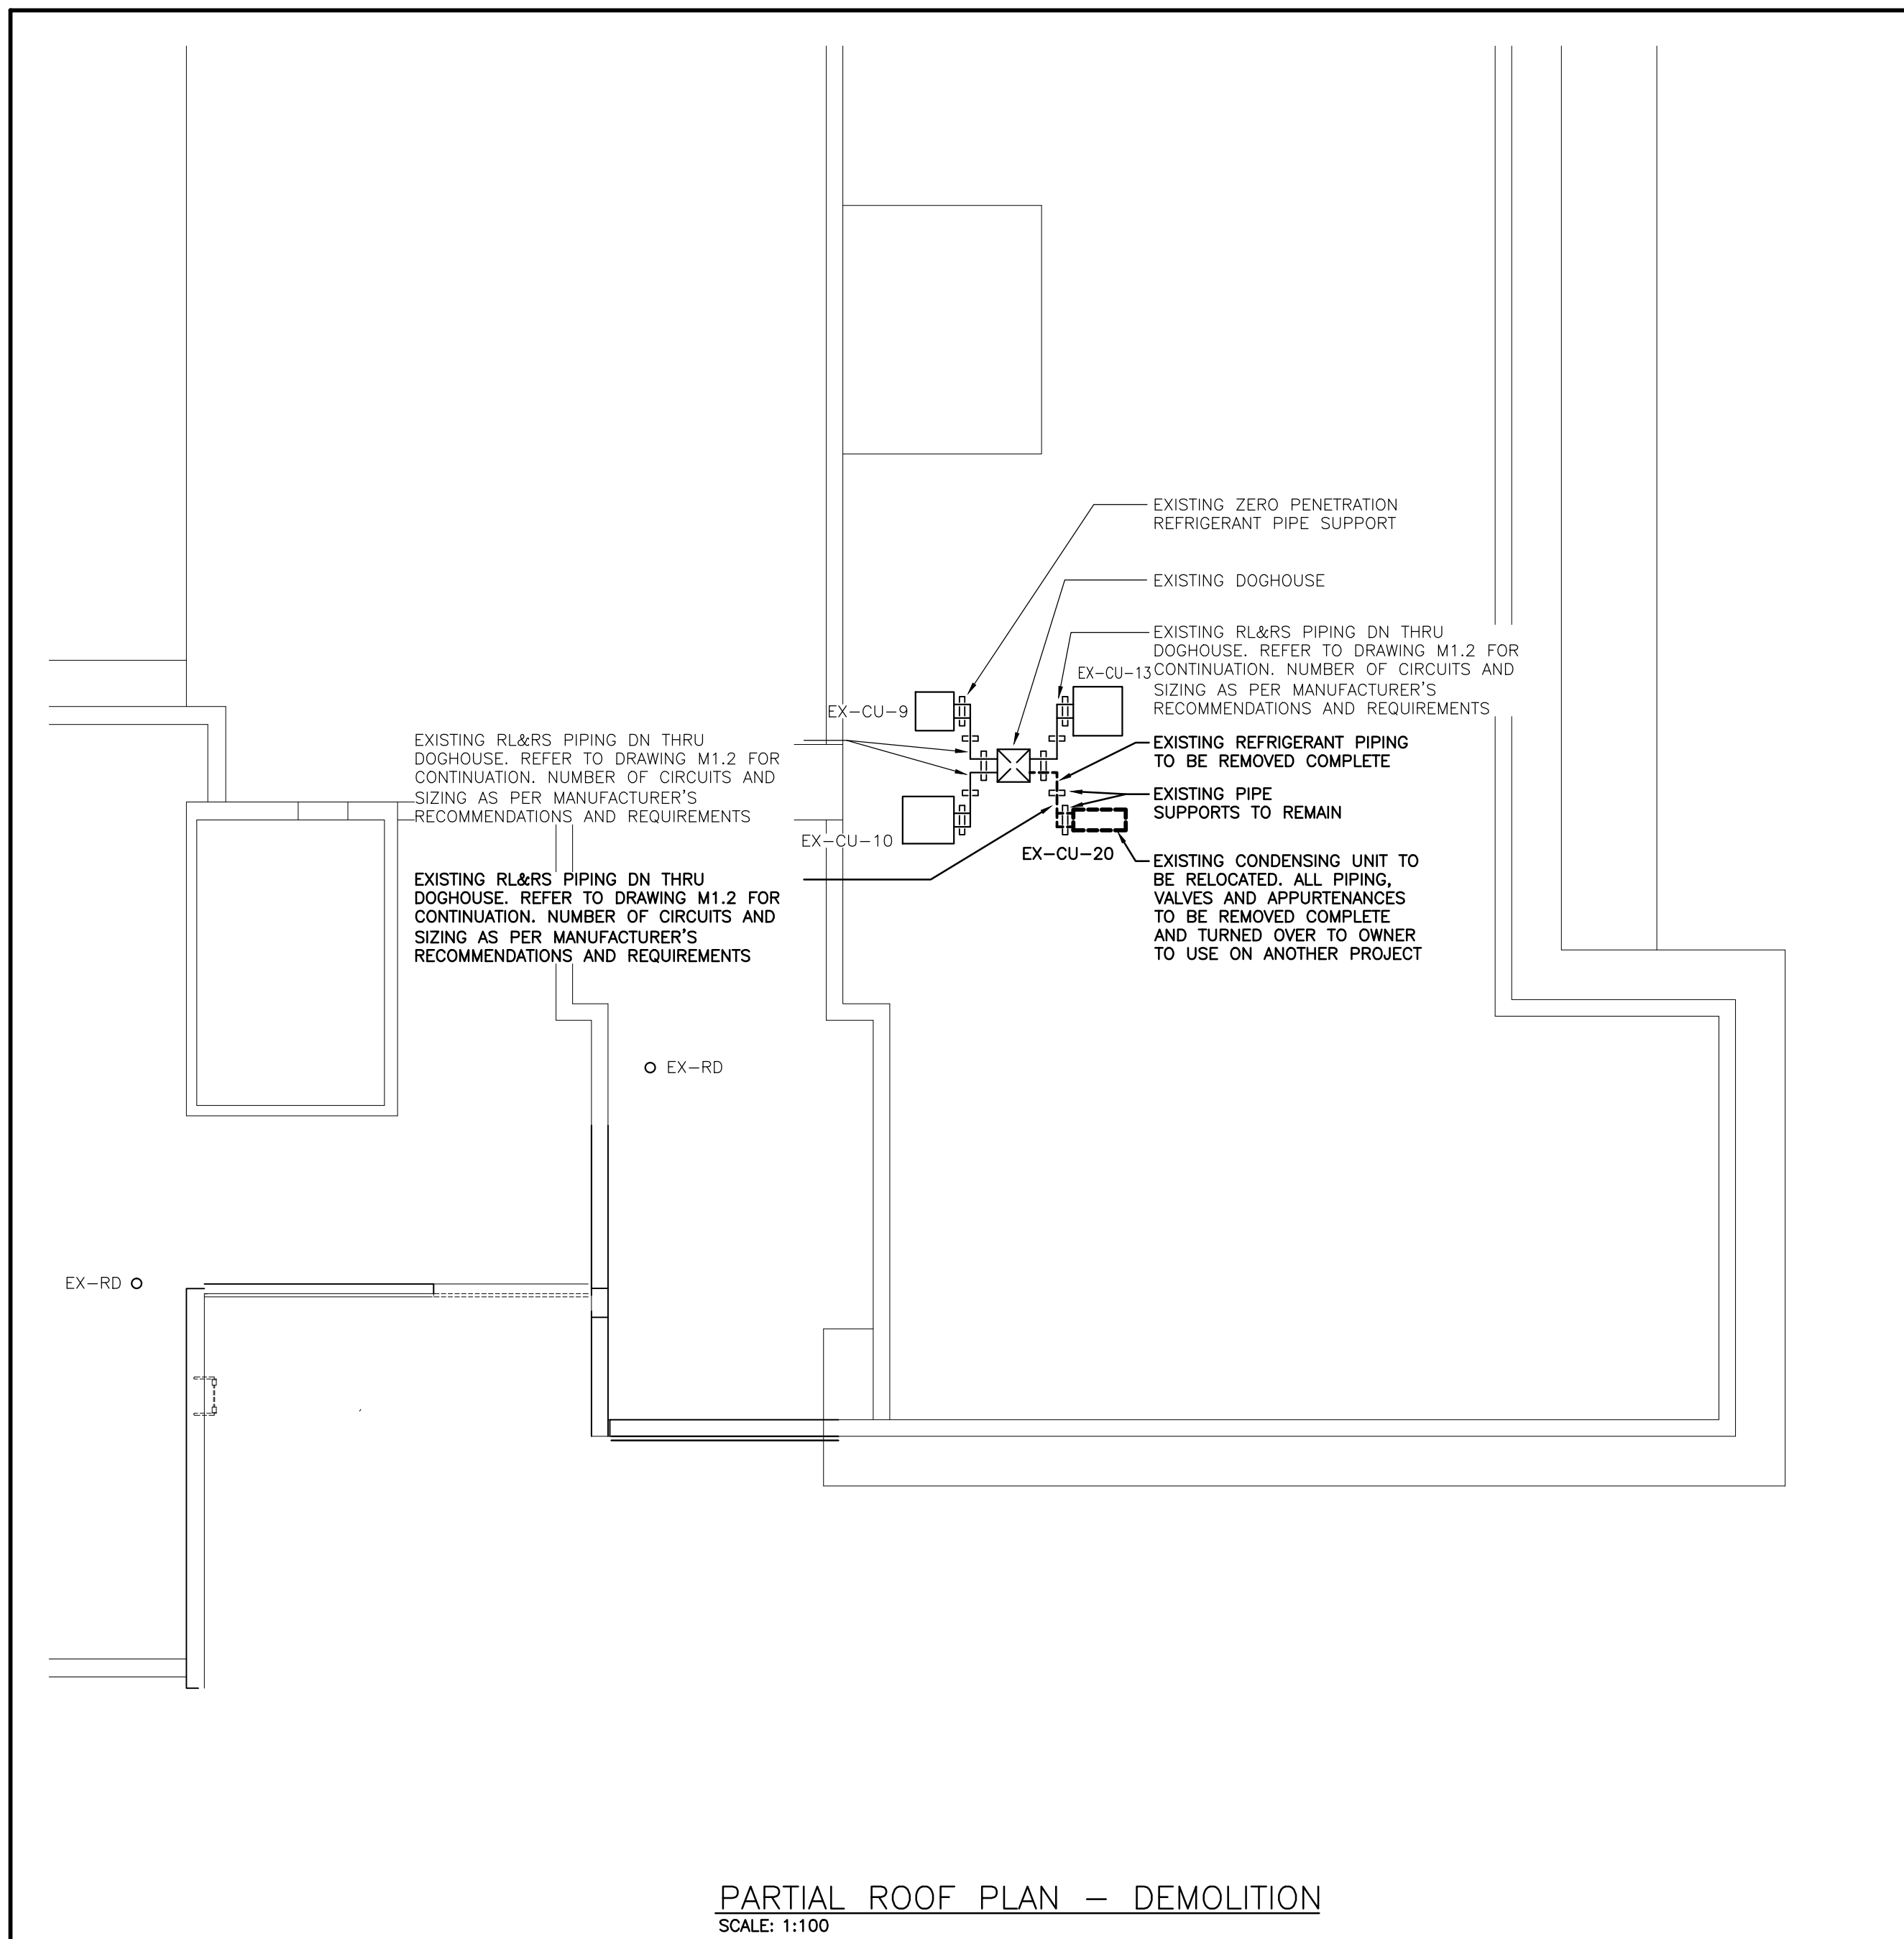 EXISTING ZERO PENETRATION
REFRIGERANT PIPE SUPPORT
EXISTING DOGHOUSE
EXISTING RL&RS PIPING DN THRU
DOGHOUSE. REFER TO DRAWING M1.2 FOR
CONTINUATION. NUMBER OF CIRCUITS AND
SIZING AS PER MANUFACTURER'S
RECOMMENDATIONS AND REQUIREMENTS
EX-CU-13
EX-CU-9
EXISTING RL&RS PIPING DN THRU
DOGHOUSE. REFER TO DRAWING M1.2 FOR
CONTINUATION. NUMBER OF CIRCUITS AND
SIZING AS PER MANUFACTURER'S
RECOMMENDATIONS AND REQUIREMENTS
EXISTING REFRIGERANT PIPING
TO BE REMOVED COMPLETE
EXISTING PIPE
SUPPORTS TO REMAIN
EX-CU-10
EX-CU-20
EXISTING CONDENSING UNIT TO
BE RELOCATED. ALL PIPING,
VALVES AND APPURTENANCES
TO BE REMOVED COMPLETE
AND TURNED OVER TO OWNER
TO USE ON ANOTHER PROJECT
EXISTING RL&RS PIPING DN THRU
DOGHOUSE. REFER TO DRAWING M1.2 FOR
CONTINUATION. NUMBER OF CIRCUITS AND
SIZING AS PER MANUFACTURER'S
RECOMMENDATIONS AND REQUIREMENTS
EX-RD
EX-RD
PARTIAL ROOF PLAN - DEMOLITION
SCALE: 1:100